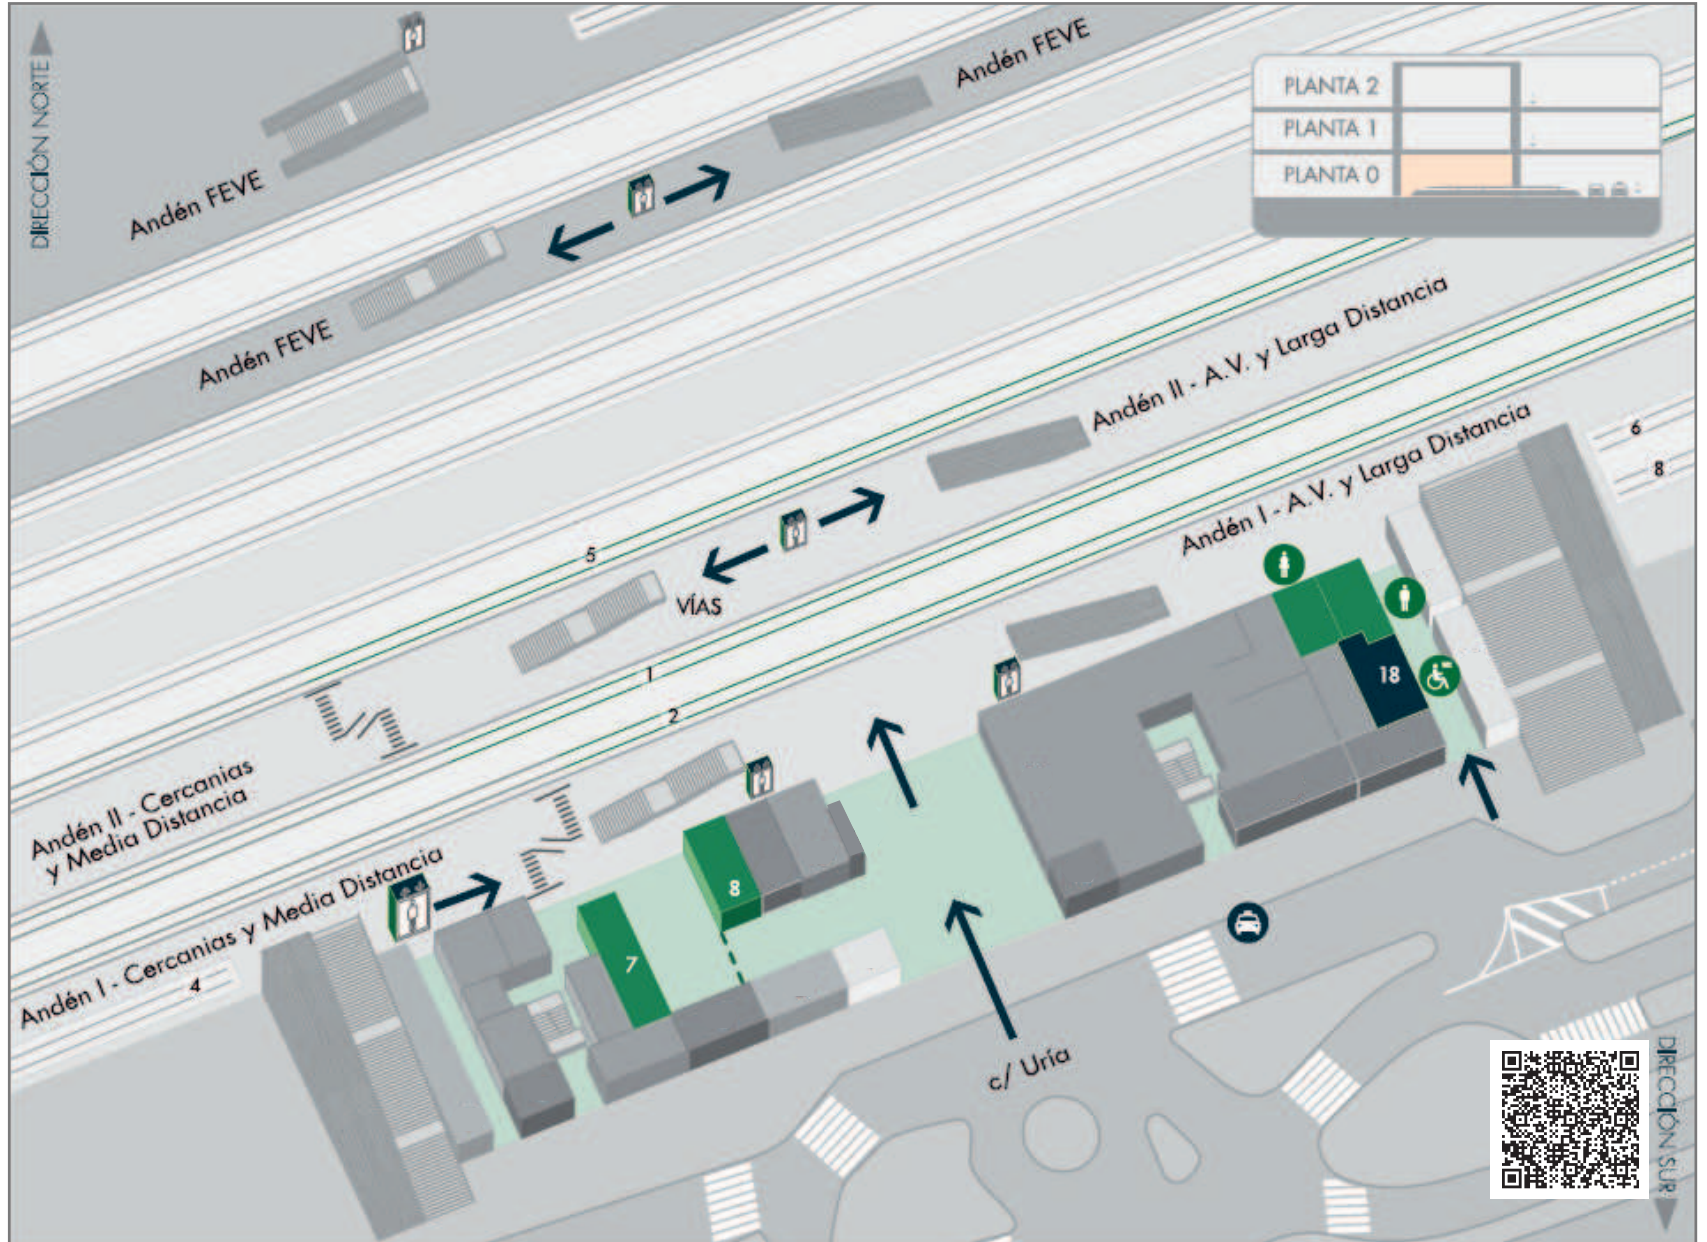 DIRECCIÓN NORTE
Andén FEVE
Andén FEVE
Andén FEVE
PLANTA 2
PLANTA 1
PLANTA 0
Andén II - A.V. y Larga Distancia
Andén I - A.V. y Larga Distancia
6
8
5
VÍAS
1
2
18
Andén II - Cercanias
y Media Distancia
Andén I - Cercanias y Media Distancia
4
8
7
c/ Uría
DIRECCIÓN SUR